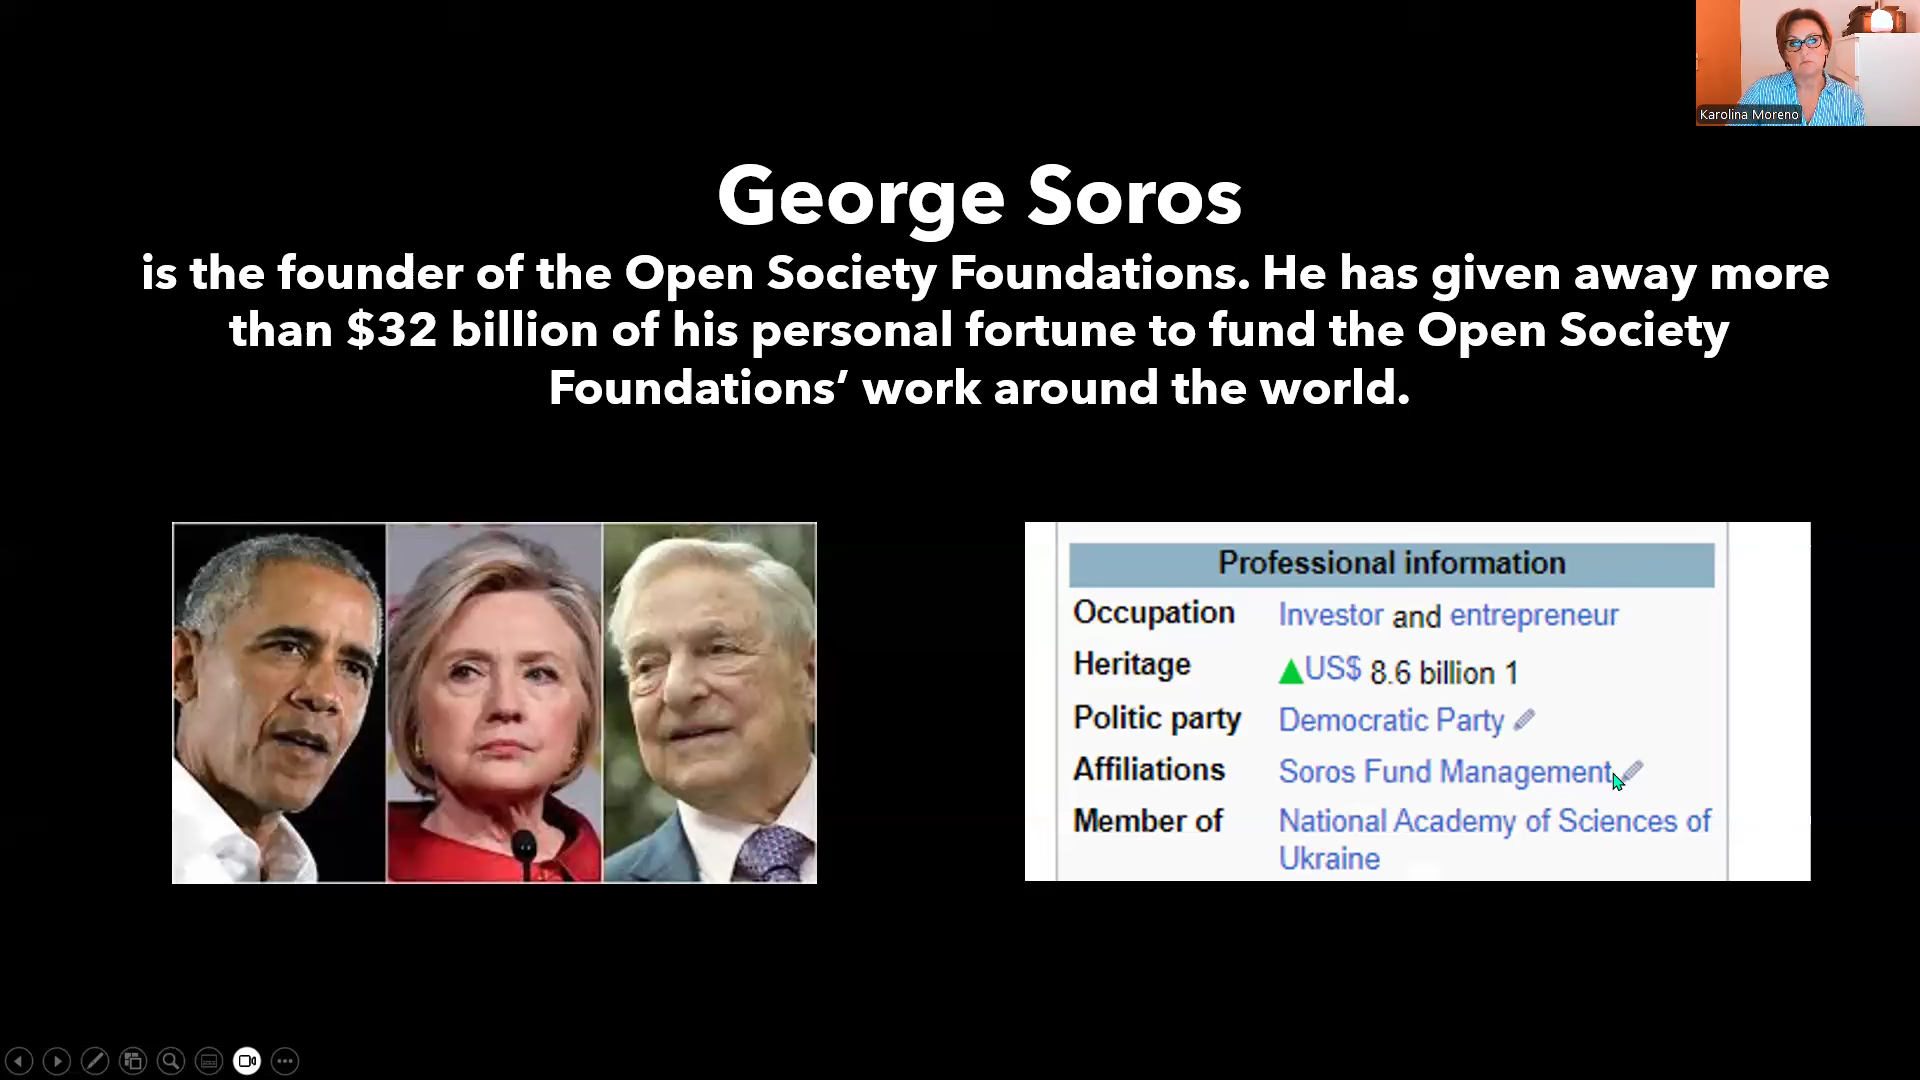 Karolina Moreno
George Soros
is the founder of the Open Society Foundations. He has given away more
than $32 billion of his personal fortune to fund the Open Society
Foundations’ work around the world.
Professional information
Occupation Investor and entrepreneur
Heritage ▲US$ 8.6 billion 1
Politic party Democratic Party
Affiliations Soros Fund Management
Member of National Academy of Sciences of
Ukraine